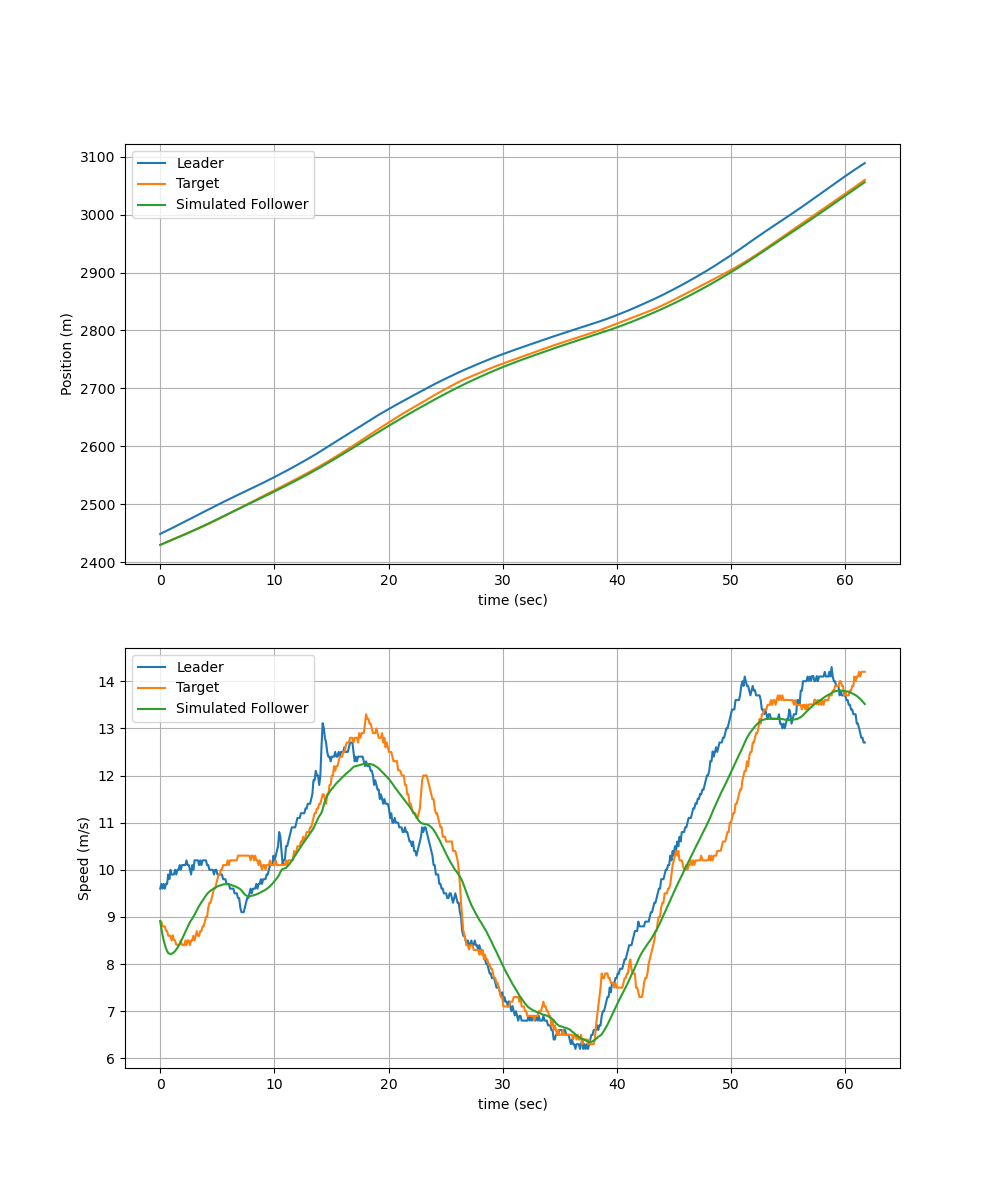 3100
3000
2900
2800
2700
2600
2500
2400
Position (m)
Leader
Target
Simulated Follower
0 10 20 30 40 50 60
time (sec)
14
13
12
11
10
9
8
7
6
Speed (m/s)
Leader
Target
Simulated Follower
0 10 20 30 40 50 60
time (sec)